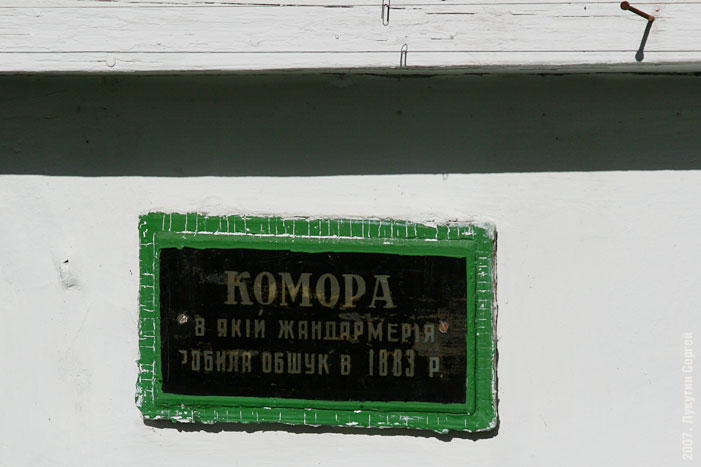 КОМОРА
В ЯКІЙ ЖАНДАРМЕРІЯ
РОБИЛА ОБШУК В 1883 Р.
2007. Лукутин Сергей